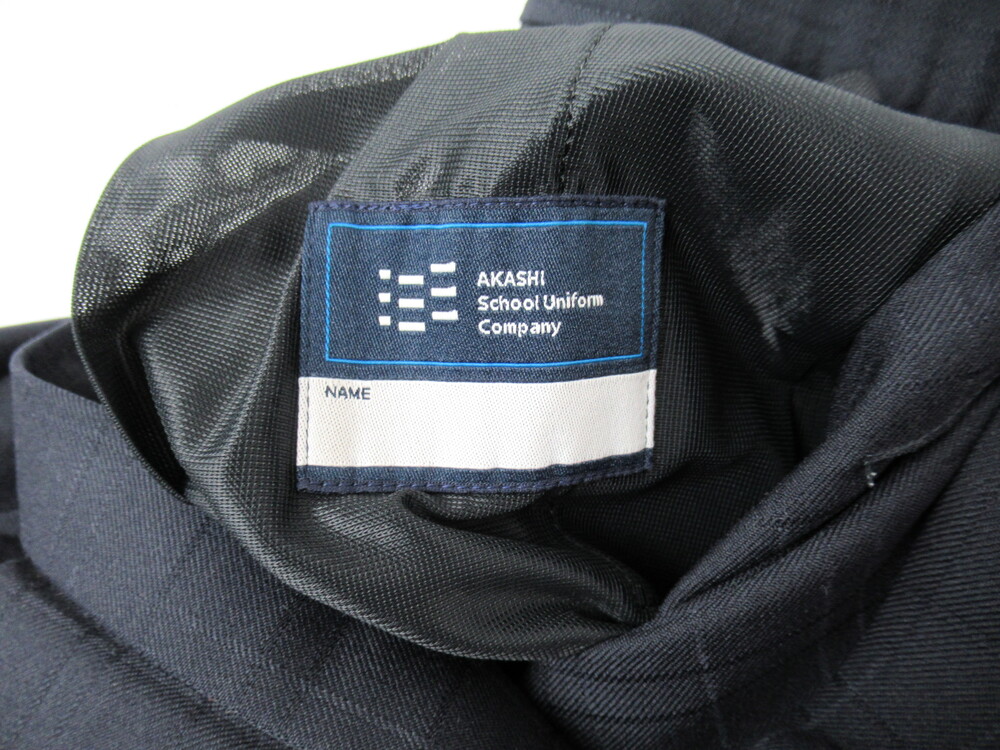 AKASHI
School Uniform
Company
NAME